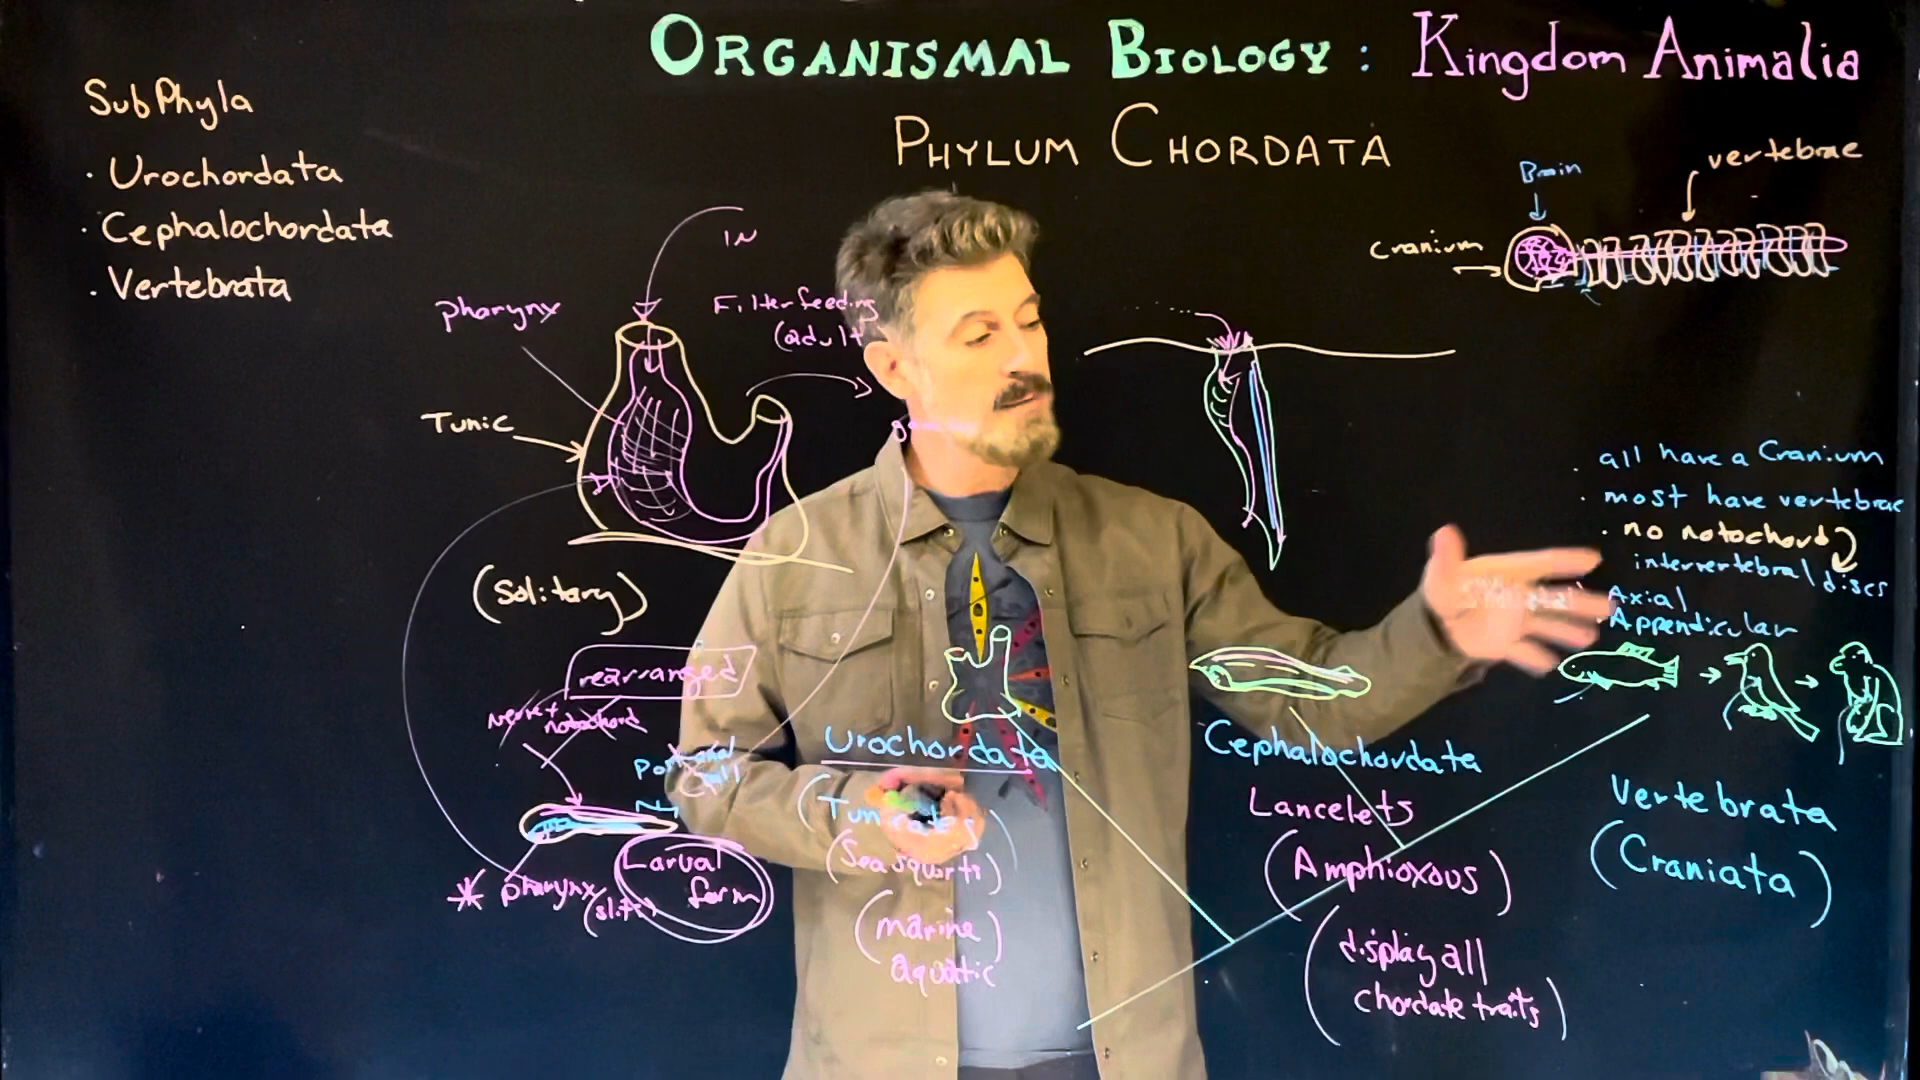 ORGANISMAL BIOLOGY: Kingdom Animalia
PHYLUM CHORDATA
SubPhyla
· Urochordata
· Cephalochordata
· Vertebrata
IN
pharynx
Filter feeding
(adult
Tunic
(Solitary)
rearranged
Nerve +
notochord
Post-anal
tail
Larval
form
* pharynx
(slits)
Urochordata
(Tunicates)
(Sea squirts)
(marine)
aquatic
Cephalochordata
Lancelets
(Amphioxous)
(display all
chordate traits)
Brain
vertebrae
Cranium
· all have a Cranium
· most have vertebrae
· no notochord
intervertebral discs
Axial
· Appendicular
Vertebrata
(Craniata)